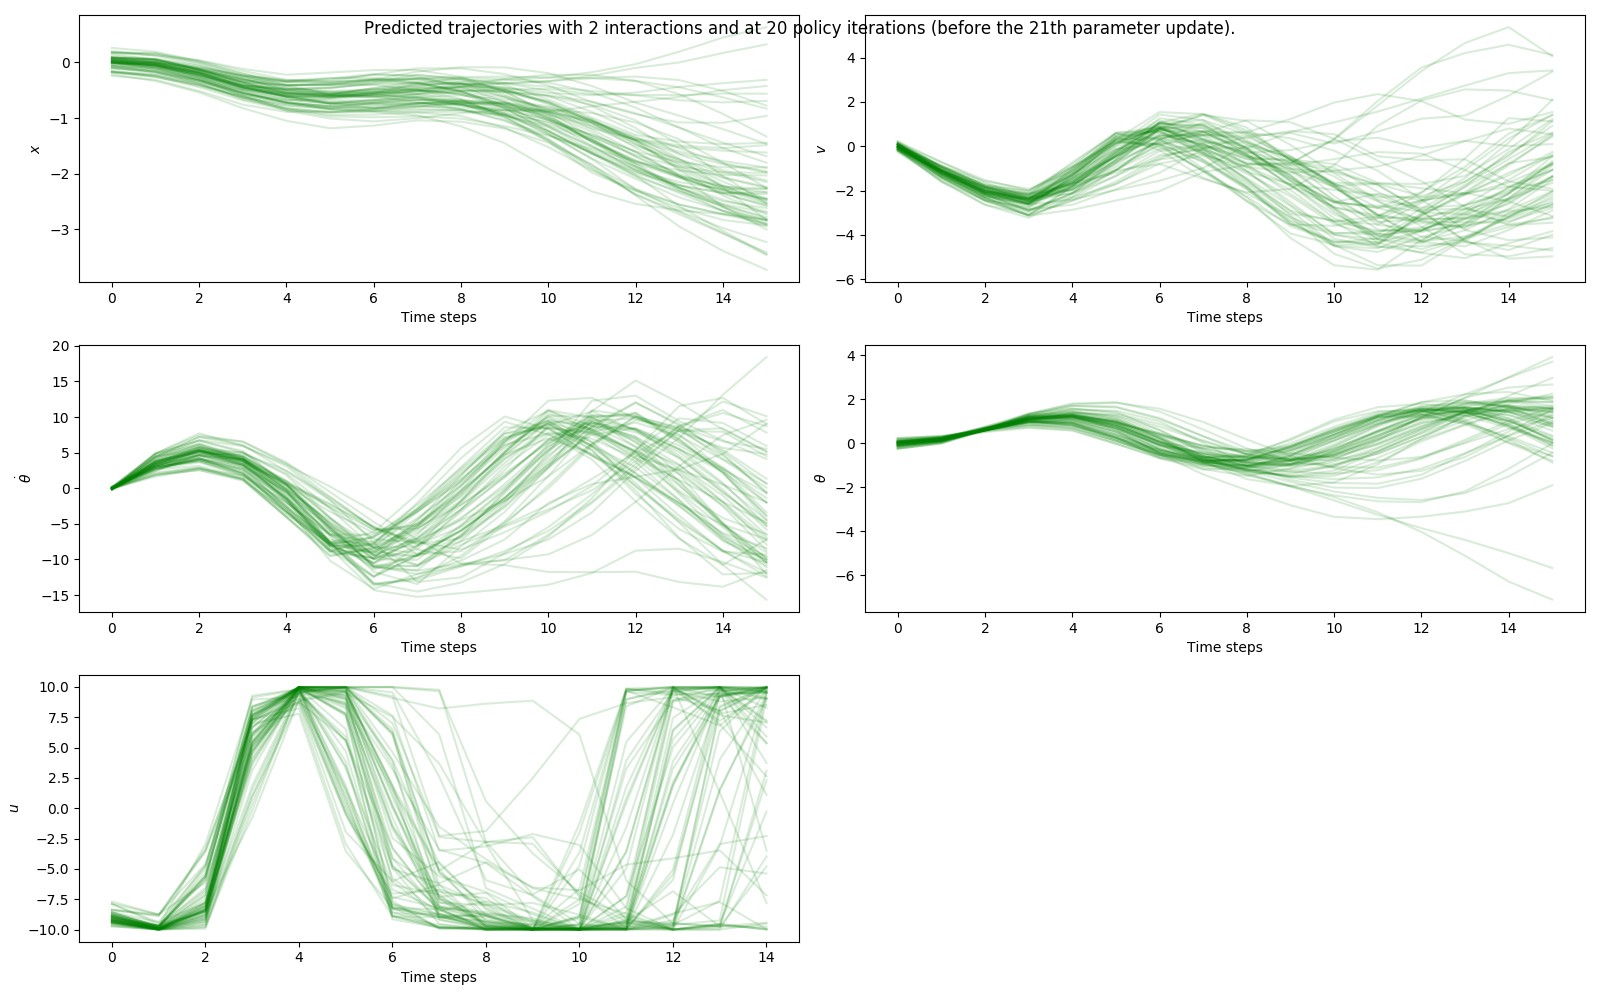 Predicted trajectories with 2 interactions and at 20 policy iterations (before the 21th parameter update).
0
−1
−2
−3
x
0 2 4 6 8 10 12 14
Time steps
4
2
0
−2
−4
−6
v
0 2 4 6 8 10 12 14
Time steps
20
15
10
5
0
−5
−10
−15
θ̇
0 2 4 6 8 10 12 14
Time steps
4
2
0
−2
−4
−6
θ
0 2 4 6 8 10 12 14
Time steps
10.0
7.5
5.0
2.5
0.0
−2.5
−5.0
−7.5
−10.0
u
0 2 4 6 8 10 12 14
Time steps